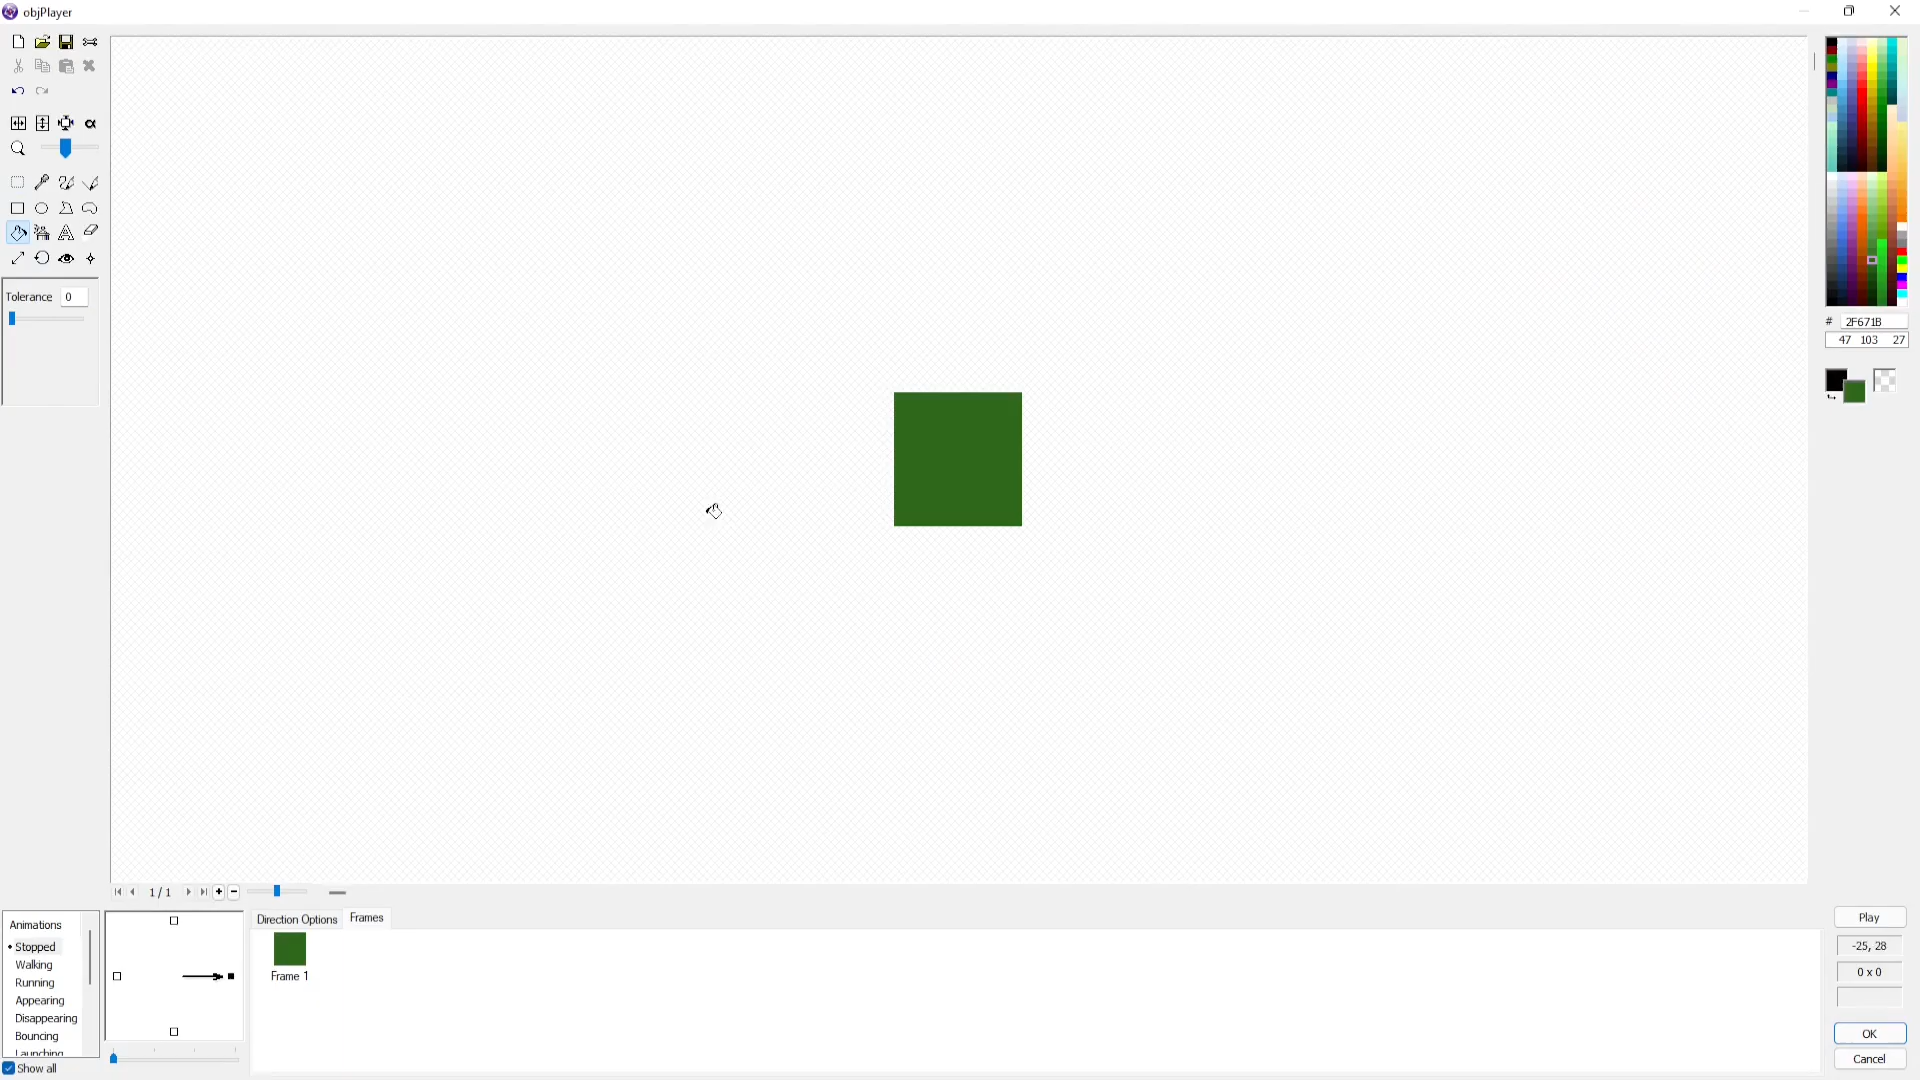 objPlayer
Tolerance 0
# 2F671B
47 103 27
1 / 1
Direction Options Frames
Animations
Stopped
Walking
Running
Appearing
Disappearing
Bouncing
Launching
Show all
Frame 1
Play
-25, 28
0 x 0
OK
Cancel